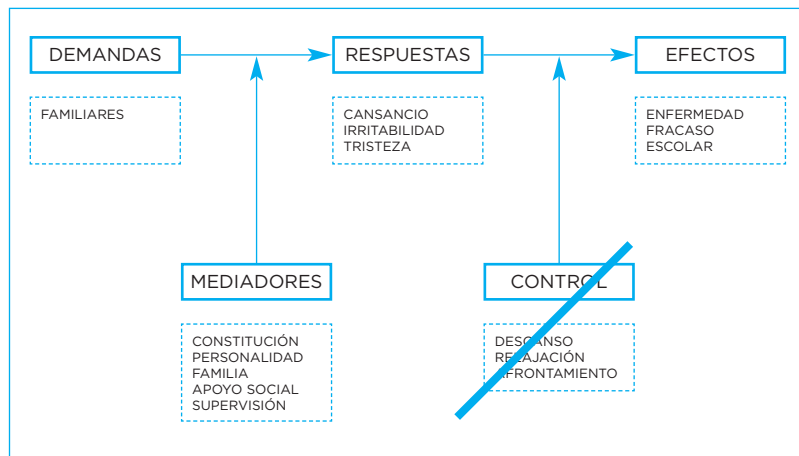 DEMANDAS
RESPUESTAS
EFECTOS
FAMILIARES
CANSANCIO
IRRITABILIDAD
TRISTEZA
ENFERMEDAD
FRACASO
ESCOLAR
MEDIADORES
CONTROL
CONSTITUCIÓN
PERSONALIDAD
FAMILIA
APOYO SOCIAL
SUPERVISIÓN
DESCANSO
RELAJACIÓN
AFRONTAMIENTO